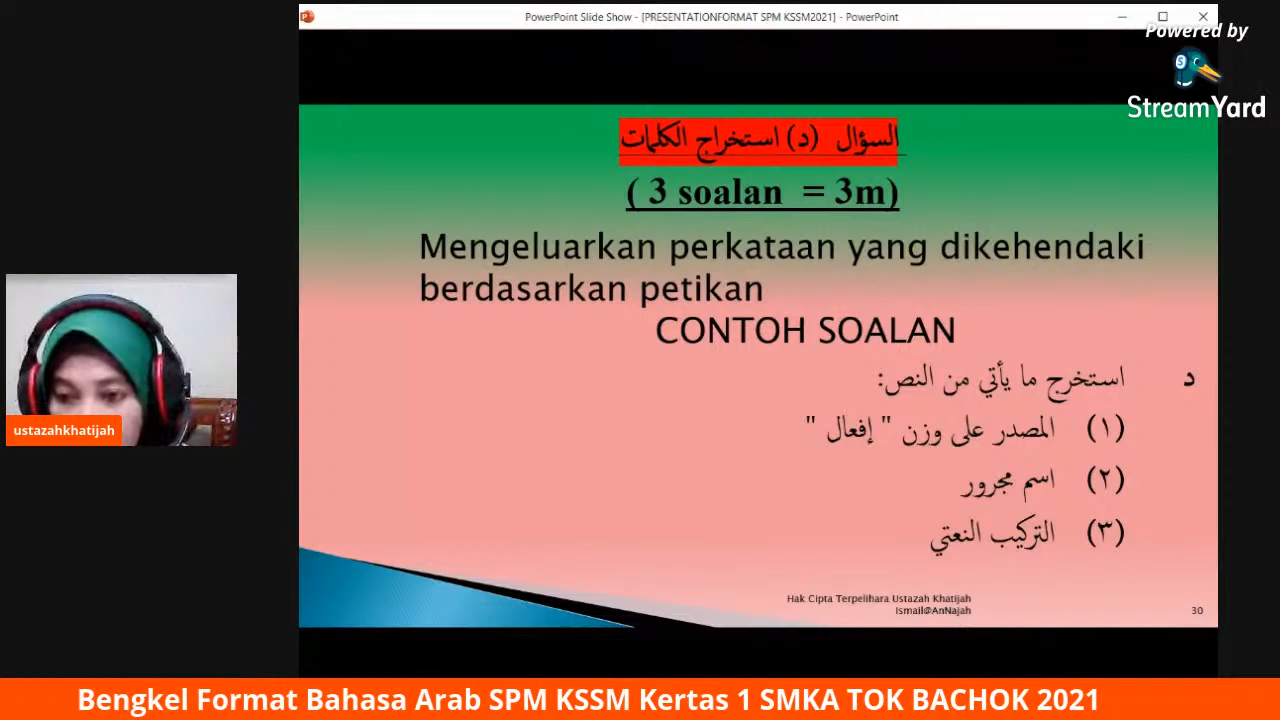 PowerPoint Slide Show - [PRESENTATIONFORMAT SPM KSSM2021] - PowerPoint
Powered by
StreamYard
السؤال (د) استخراج الكلمات
( 3 soalan = 3m)
Mengeluarkan perkataan yang dikehendaki
berdasarkan petikan
CONTOH SOALAN
د استخرج ما يأتي من النص:
(١) المصدر على وزن " إفعال "
(٢) اسم مجرور
(٣) التركيب النعتي
ustazahkhatijah
Hak Cipta Terpelihara Ustazah Khatijah
Ismail@AnNajah
30
Bengkel Format Bahasa Arab SPM KSSM Kertas 1 SMKA TOK BACHOK 2021